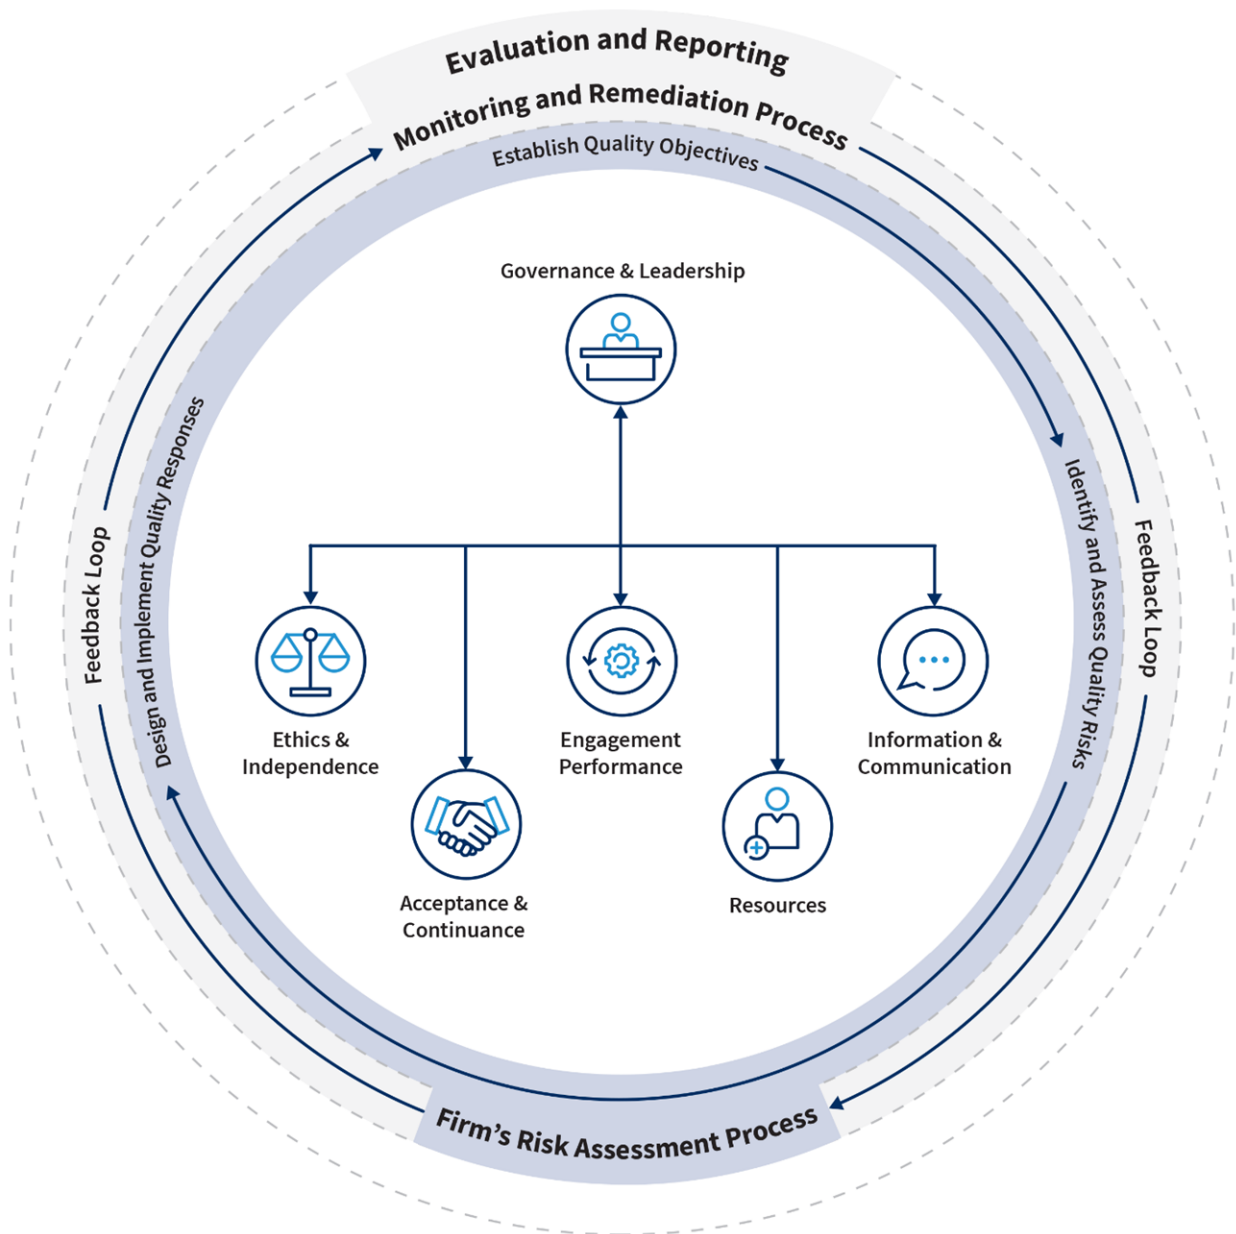 Evaluation and Reporting
Monitoring and Remediation Process
Establish Quality Objectives
Governance & Leadership
Identify and Assess Quality Risks
Design and Implement Quality Responses
Feedback Loop
Feedback Loop
Ethics &
Independence
Engagement
Performance
Information &
Communication
Acceptance &
Continuance
Resources
Firm’s Risk Assessment Process